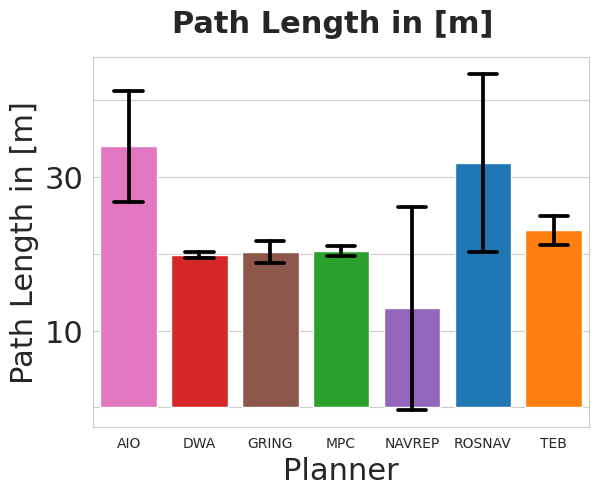 Path Length in [m]
Path Length in [m]
30
10
AIO DWA GRING MPC NAVREP ROSNAV TEB
Planner